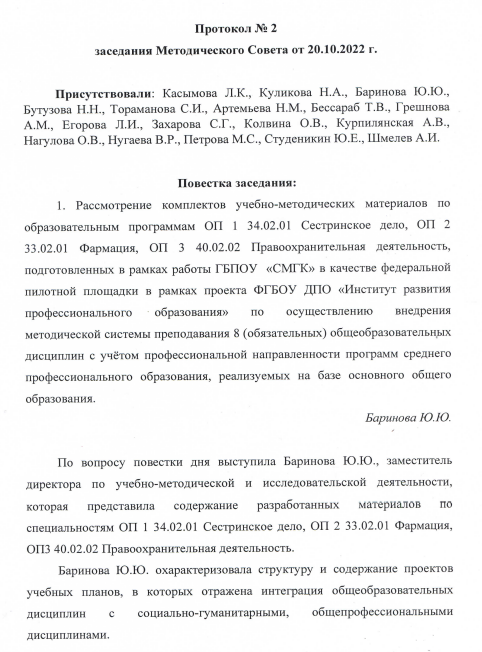 Протокол № 2
заседания Методического Совета от 20.10.2022 г.
Присутствовали: Касымова Л.К., Куликова Н.А., Баринова Ю.Ю.,
Бутузова Н.Н., Тораманова С.И., Артемьева Н.М., Бессараб Т.В., Грешнова
А.М., Егорова Л.И., Захарова С.Г., Колвина О.В., Курпилянская А.В.,
Нагулова О.В., Нугаева В.Р., Петрова М.С., Студеникин Ю.Е., Шмелев А.И.
Повестка заседания:
1. Рассмотрение комплектов учебно-методических материалов по
образовательным программам ОП 1 34.02.01 Сестринское дело, ОП 2
33.02.01 Фармация, ОП 3 40.02.02 Правоохранительная деятельность,
подготовленных в рамках работы ГБПОУ «СМГК» в качестве федеральной
пилотной площадки в рамках проекта ФГБОУ ДПО «Институт развития
профессионального образования» по осуществлению внедрения
методической системы преподавания 8 (обязательных) общеобразовательных
дисциплин с учётом профессиональной направленности программ среднего
профессионального образования, реализуемых на базе основного общего
образования.
Баринова Ю.Ю.
По вопросу повестки дня выступила Баринова Ю.Ю., заместитель
директора по учебно-методической и исследовательской деятельности,
которая представила содержание разработанных материалов по
специальностям ОП 1 34.02.01 Сестринское дело, ОП 2 33.02.01 Фармация,
ОП3 40.02.02 Правоохранительная деятельность.
Баринова Ю.Ю. охарактеризовала структуру и содержание проектов
учебных планов, в которых отражена интеграция общеобразовательных
дисциплин с социально-гуманитарными, общепрофессиональными
дисциплинами.